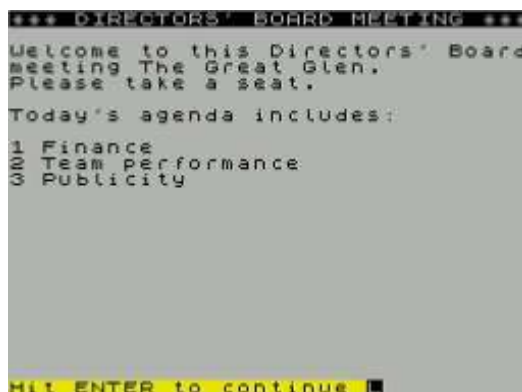 *** DIRECTORS' BOARD MEETING ***
Welcome to this Directors' Board
meeting The Great Glen.
Please take a seat.
Today's agenda includes:
1 Finance
2 Team performance
3 Publicity
Hit ENTER to continue L